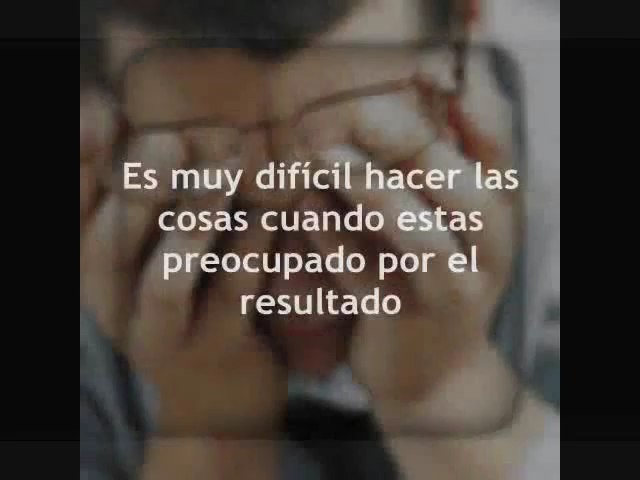 Es muy difícil hacer las
cosas cuando estas
preocupado por el
resultado